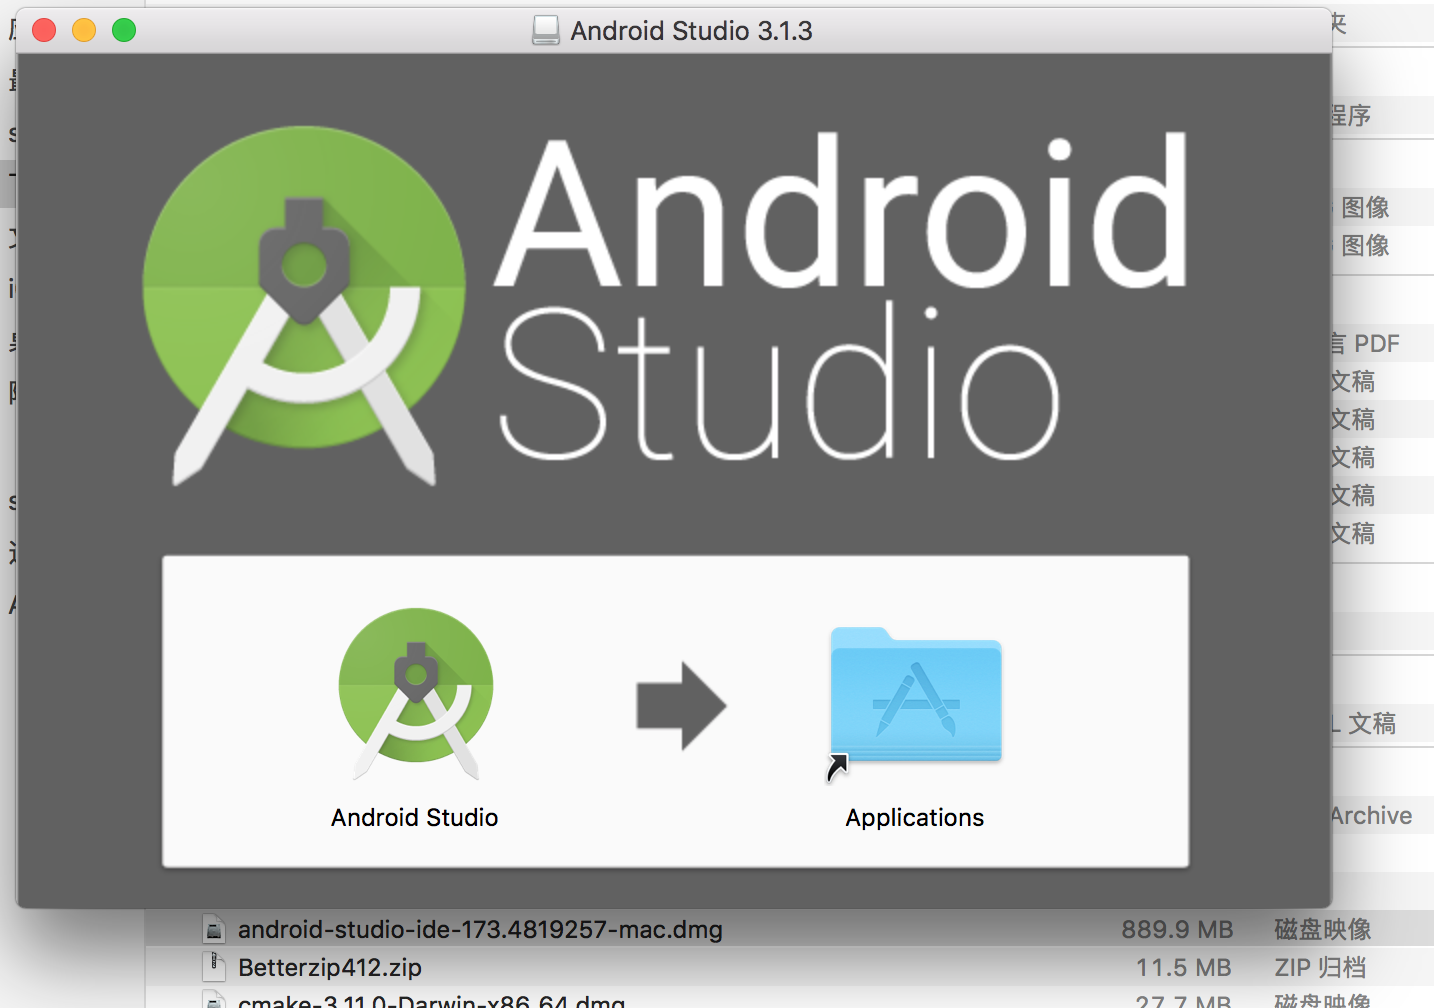 Android Studio 3.1.3
夹
程序
Android
Studio
图像
图像
PDF
文稿
文稿
文稿
文稿
文稿
L 文稿
Android Studio
Applications
Archive
android-studio-ide-173.4819257-mac.dmg 889.9 MB 磁盘映像
Betterzip412.zip 11.5 MB ZIP 归档
cmake-3.11.0-Darwin-x86_64.dmg 27.7 MB 磁盘映像